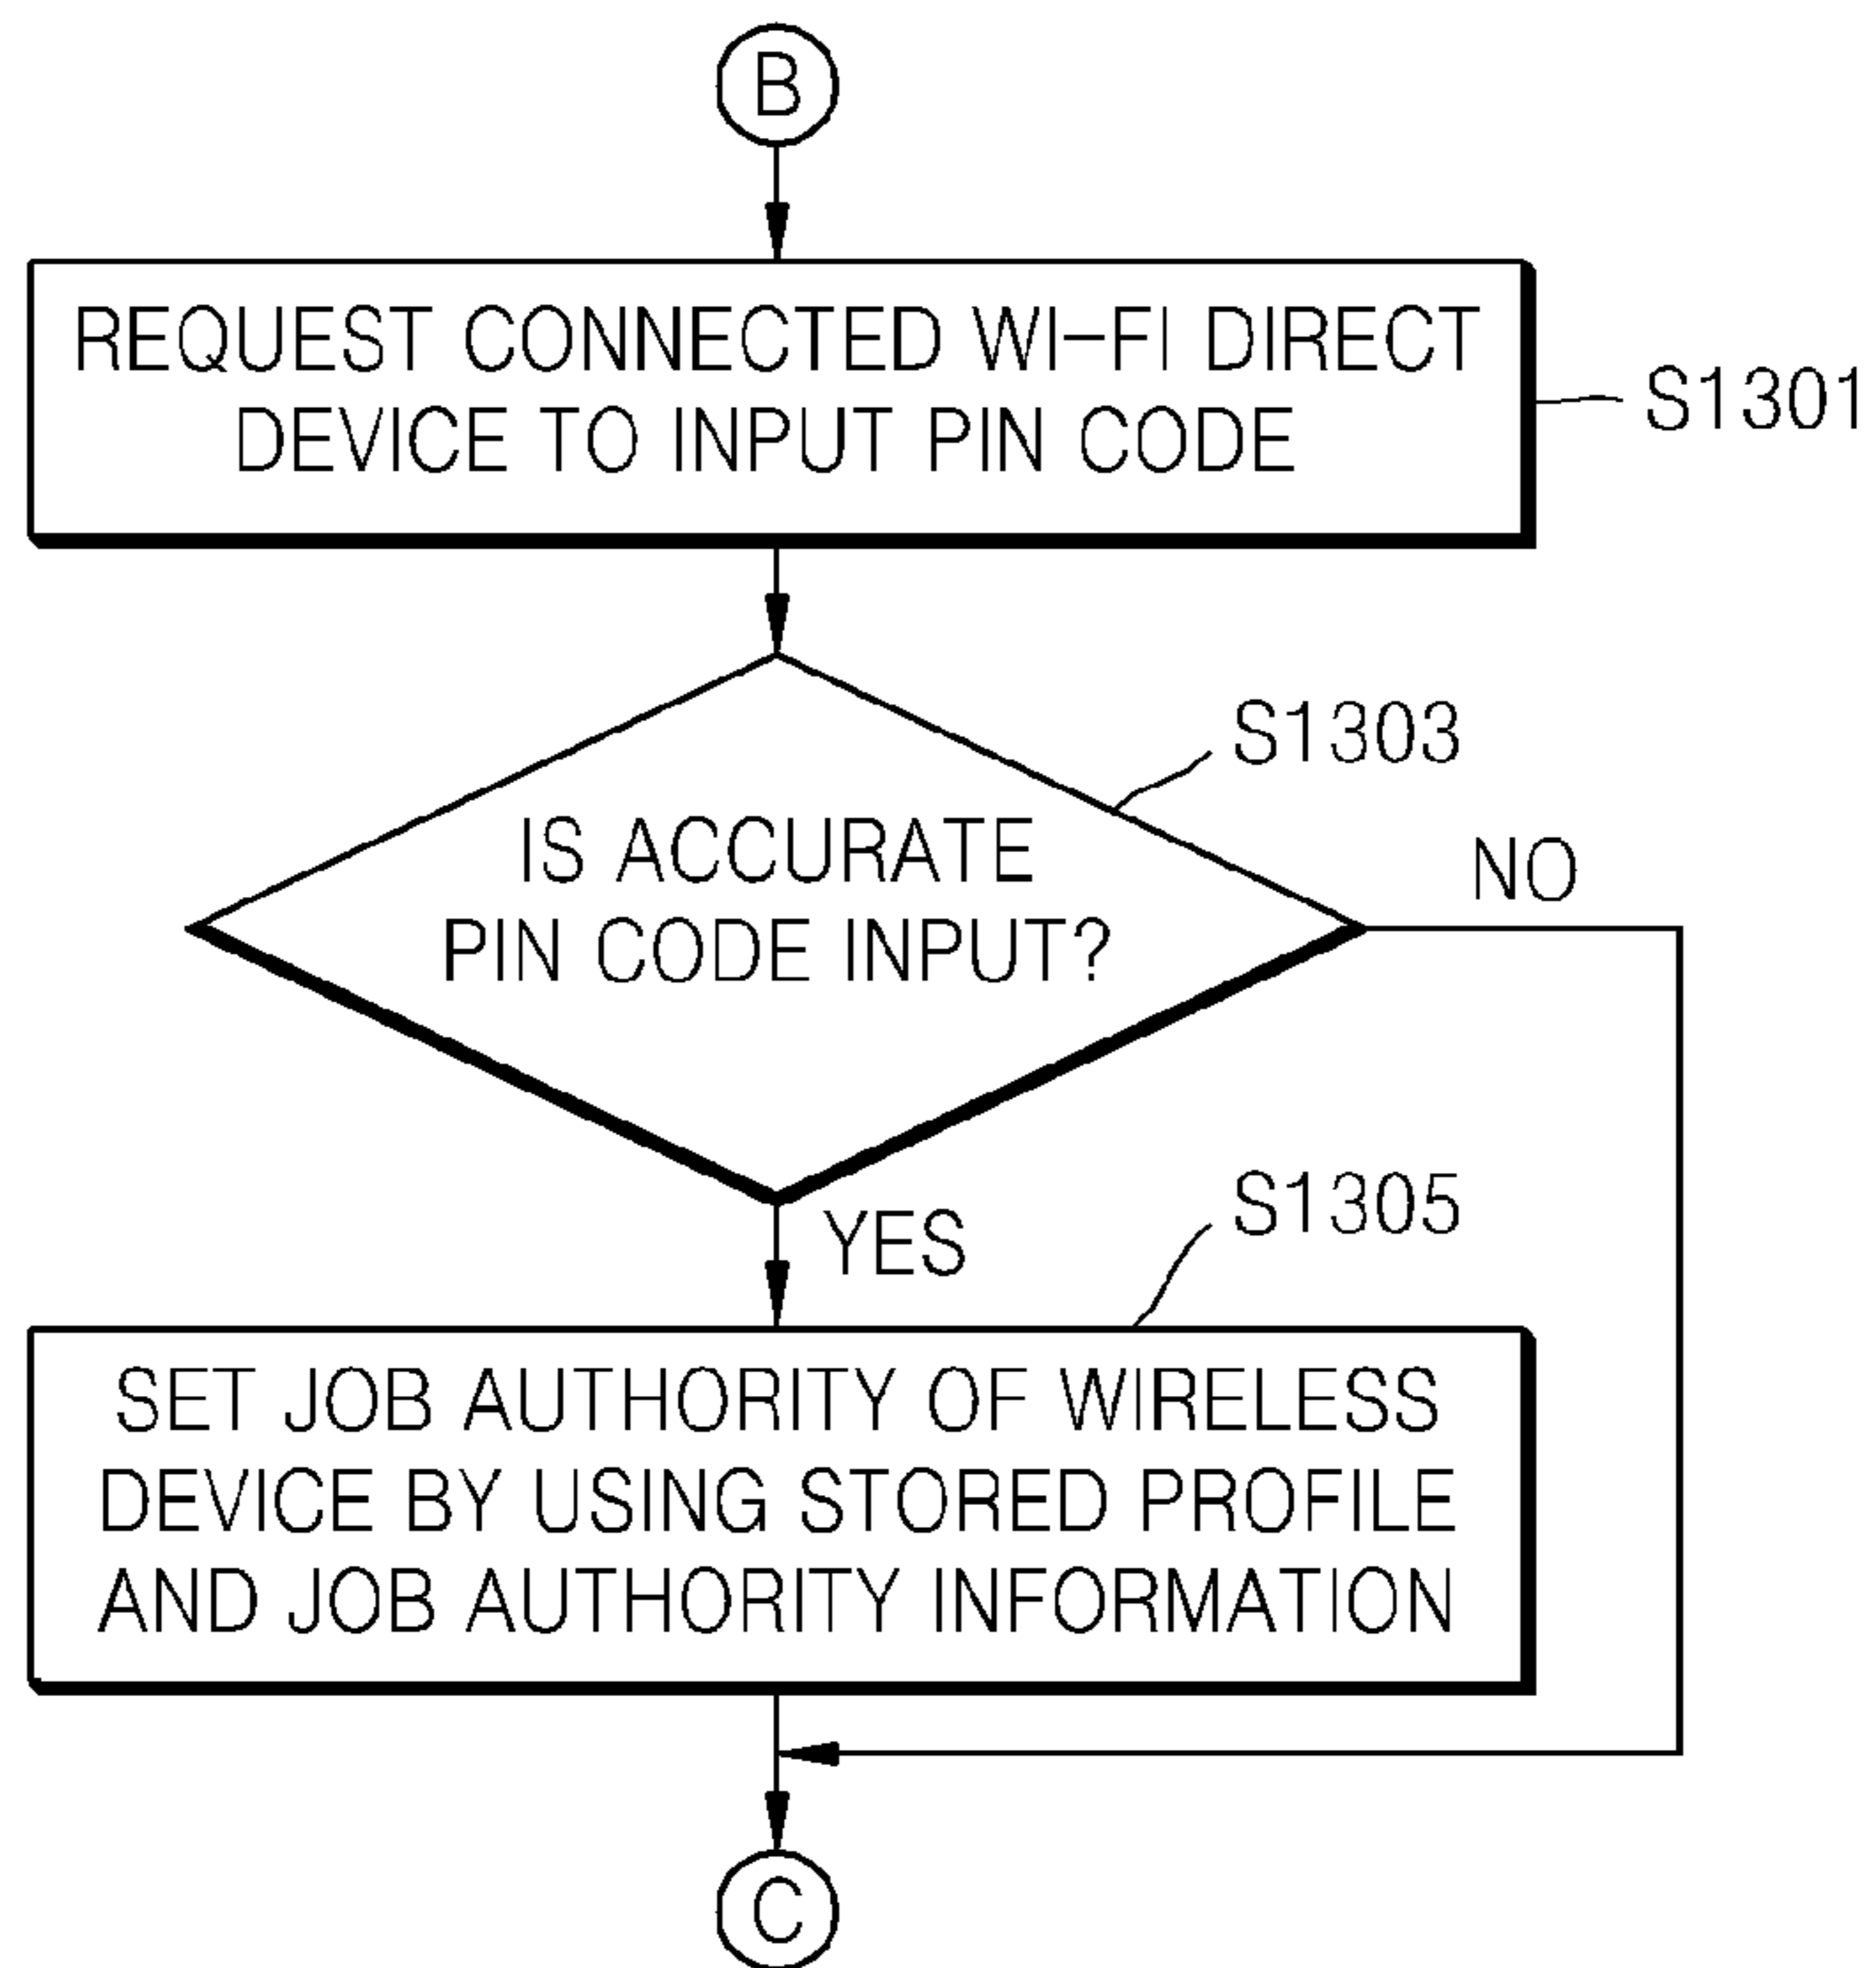 B
REQUEST CONNECTED WI-FI DIRECT
DEVICE TO INPUT PIN CODE
S1301
S1303
IS ACCURATE
PIN CODE INPUT?
NO
YES
S1305
SET JOB AUTHORITY OF WIRELESS
DEVICE BY USING STORED PROFILE
AND JOB AUTHORITY INFORMATION
C